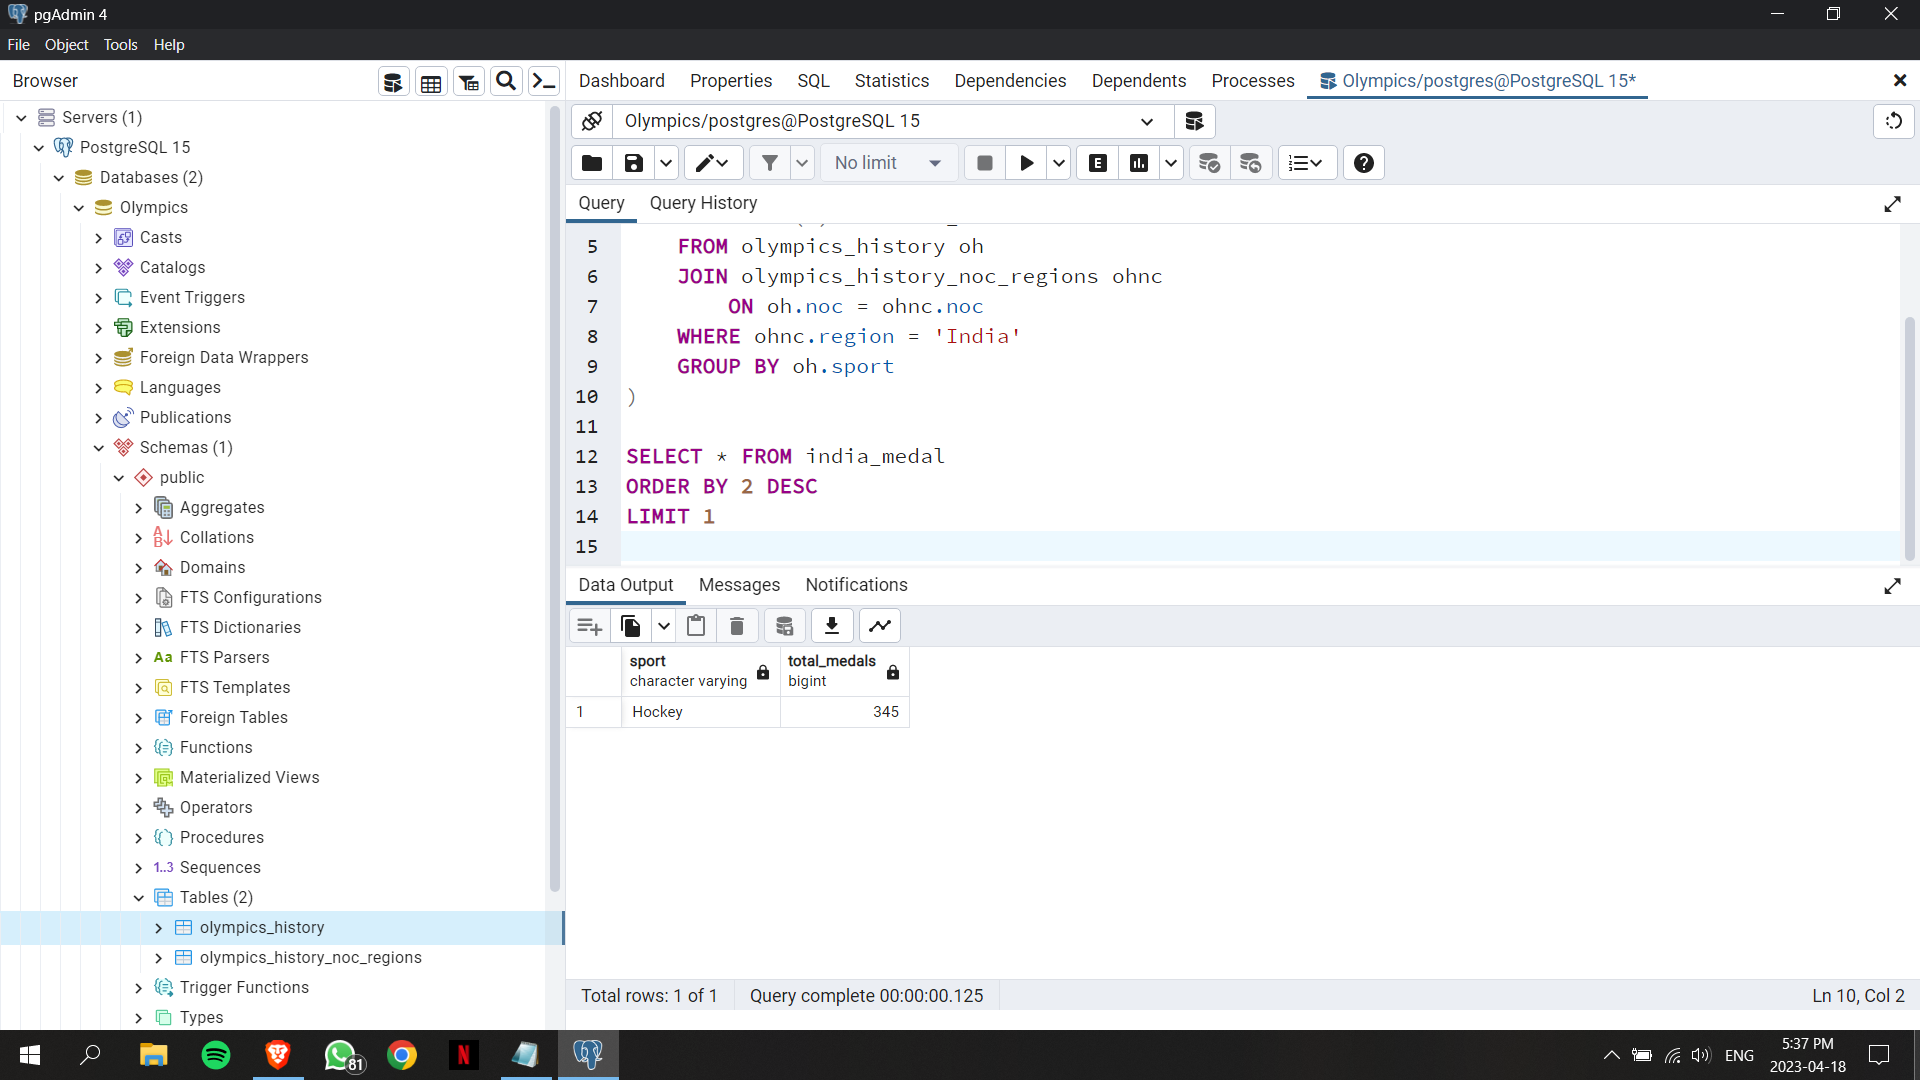 pgAdmin 4
File Object Tools Help
Browser
Dashboard Properties SQL Statistics Dependencies Dependents Processes Olympics/postgres@PostgreSQL 15*
Servers (1)
PostgreSQL 15
Databases (2)
Olympics
Casts
Catalogs
Event Triggers
Extensions
Foreign Data Wrappers
Languages
Publications
Schemas (1)
public
Aggregates
Collations
Domains
FTS Configurations
FTS Dictionaries
Aa FTS Parsers
FTS Templates
Foreign Tables
Functions
Materialized Views
Operators
Procedures
1..3 Sequences
Tables (2)
olympics_history
olympics_history_noc_regions
Trigger Functions
Types
Olympics/postgres@PostgreSQL 15
No limit
E
Query Query History
5 FROM olympics_history oh
6 JOIN olympics_history_noc_regions ohnc
7 ON oh.noc = ohnc.noc
8 WHERE ohnc.region = 'India'
9 GROUP BY oh.sport
10 )
11
12 SELECT * FROM india_medal
13 ORDER BY 2 DESC
14 LIMIT 1
15
Data Output Messages Notifications
sport total_medals
character varying bigint
1 Hockey 345
Total rows: 1 of 1 Query complete 00:00:00.125 Ln 10, Col 2
81
N
ENG
5:37 PM
2023-04-18